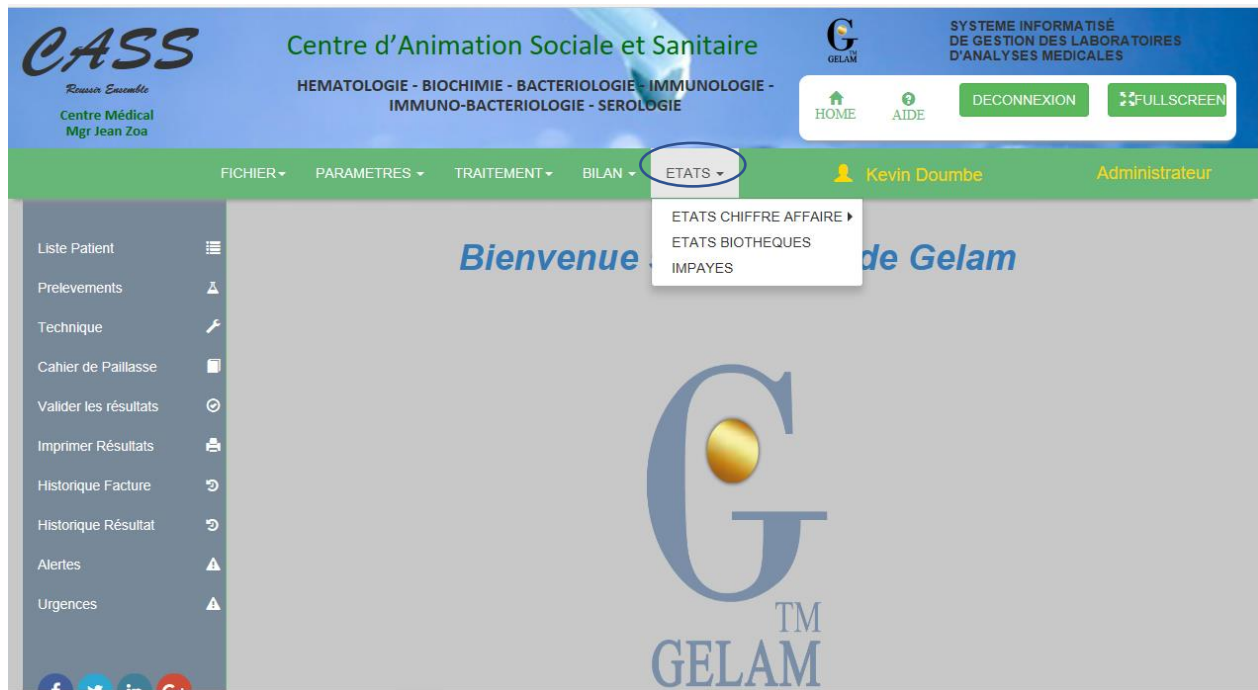 CASS
Reussir Ensemble
Centre Médical
Mgr Jean Zoa
Centre d'Animation Sociale et Sanitaire
HEMATOLOGIE - BIOCHIMIE - BACTERIOLOGIE - IMMUNOLOGIE -
IMMUNO-BACTERIOLOGIE - SEROLOGIE
G
GELAM
TM
SYSTEME INFORMATISÉ
DE GESTION DES LABORATOIRES
D'ANALYSES MEDICALES
HOME
AIDE
DECONNEXION
FULLSCREEN
FICHIER
PARAMETRES
TRAITEMENT
BILAN
ETATS
Kevin Doumbe
Administrateur
ETATS CHIFFRE AFFAIRE
ETATS BIOTHEQUES
IMPAYES
Liste Patient
Prelevements
Technique
Cahier de Paillasse
Valider les résultats
Imprimer Résultats
Historique Facture
Historique Résultat
Alertes
Urgences
Bienvenue de Gelam
G
TM
GELAM